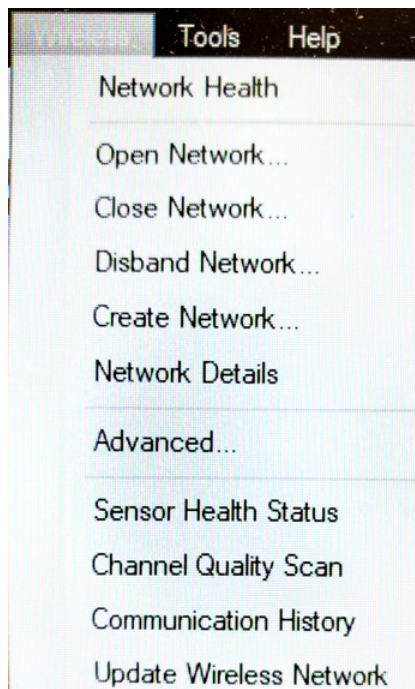 Wireless Tools Help
Network Health
Open Network...
Close Network...
Disband Network...
Create Network...
Network Details
Advanced...
Sensor Health Status
Channel Quality Scan
Communication History
Update Wireless Network